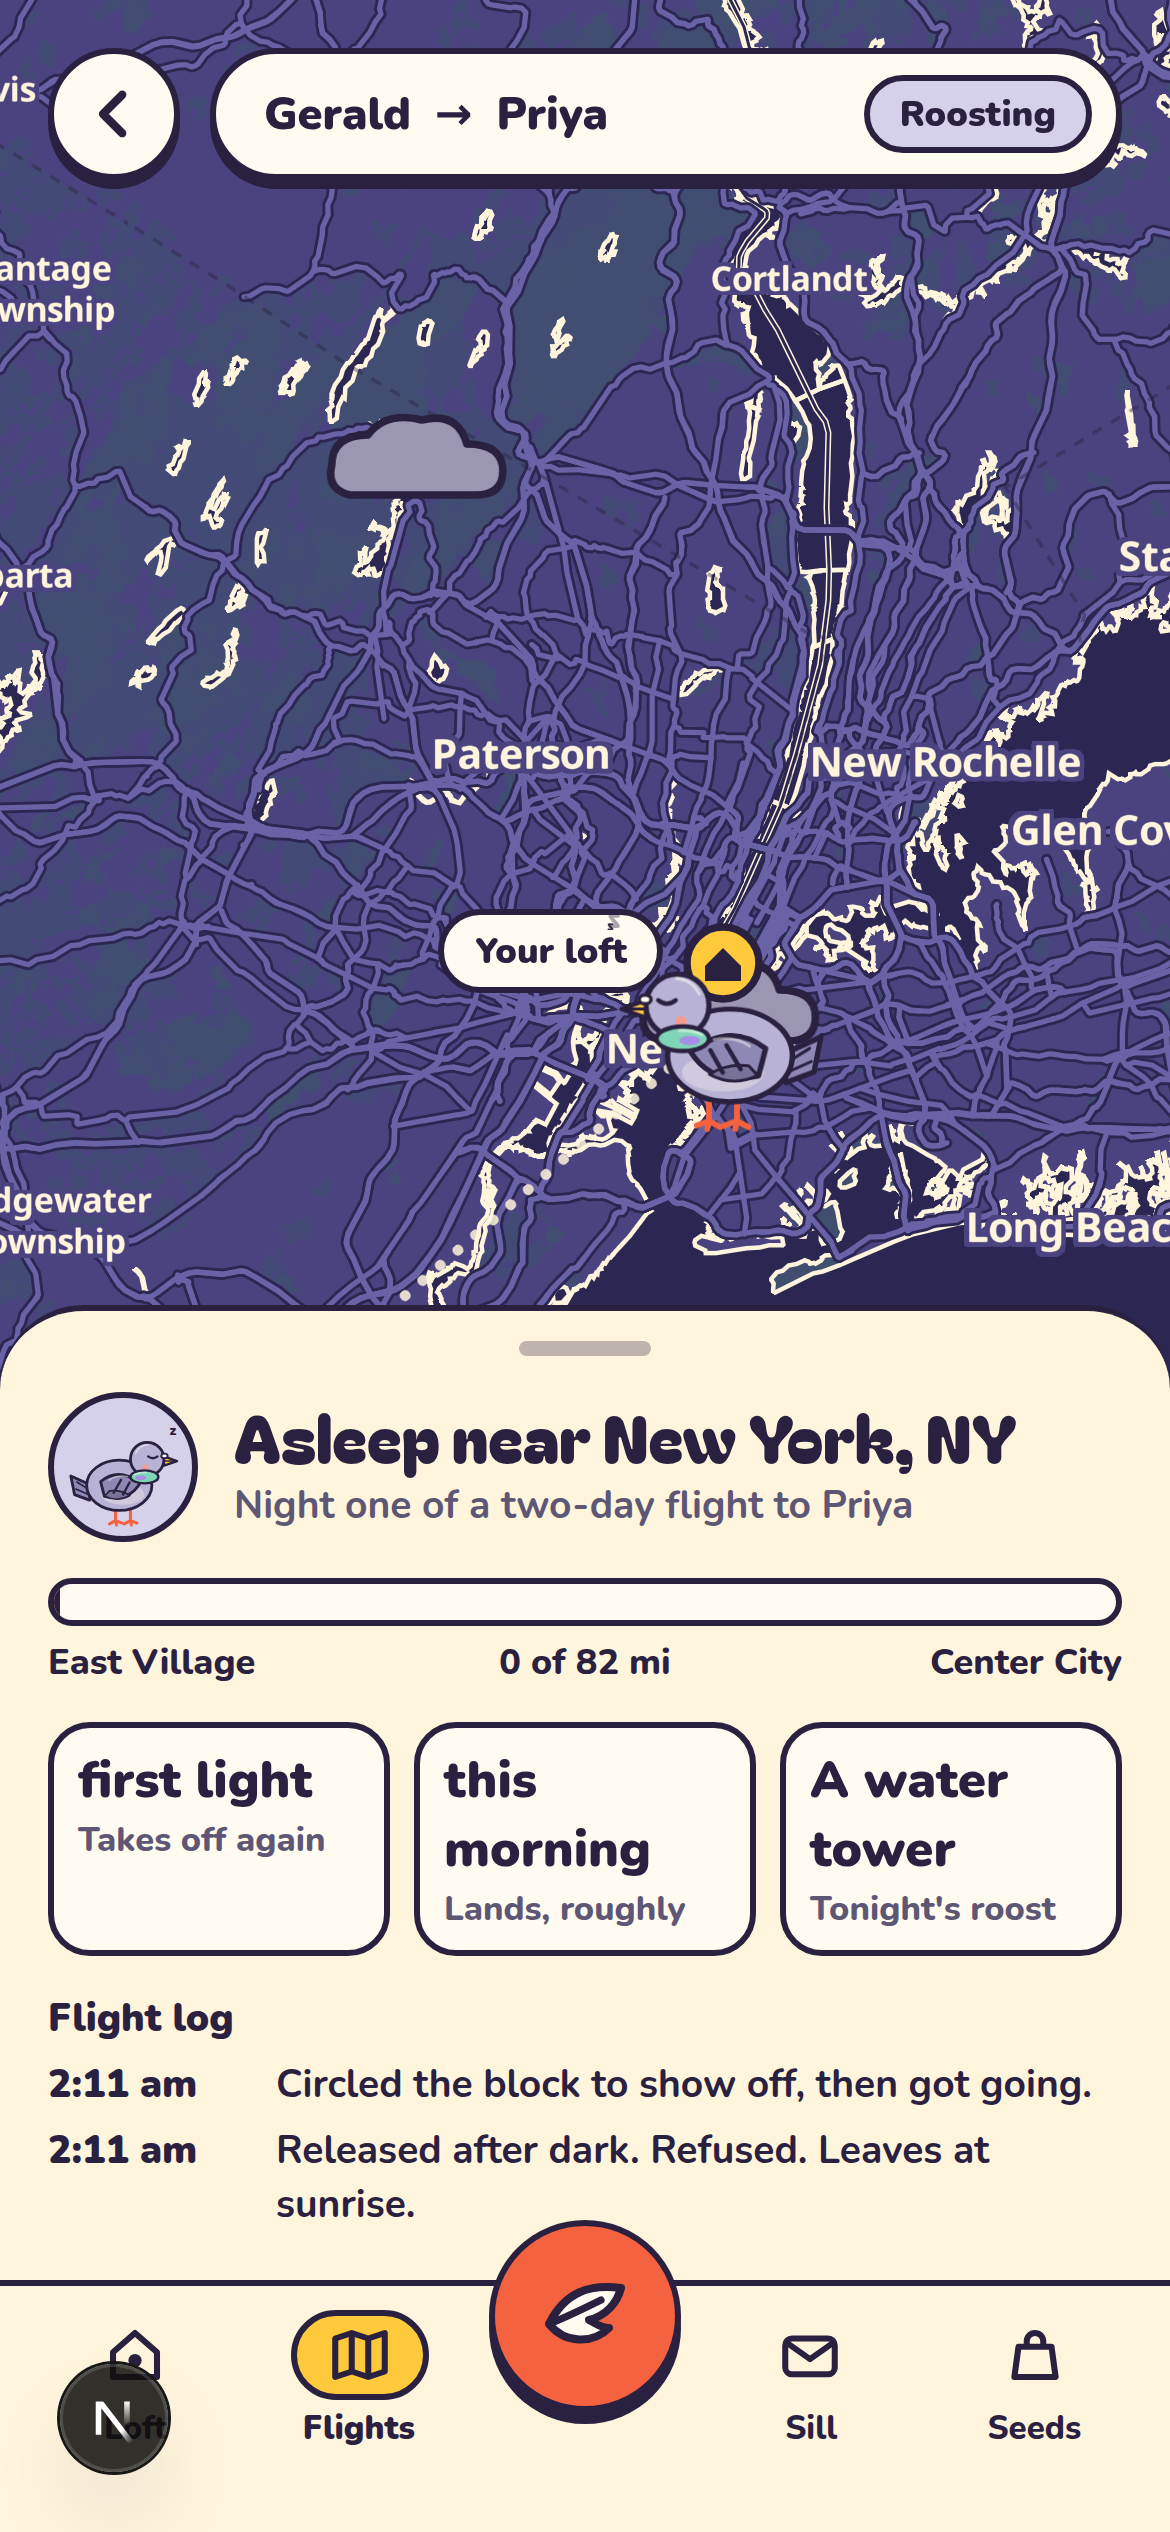 vis
Gerald → Priya
Roosting
antage
wnship
Cortlandt
Sta
parta
Paterson
New Rochelle
Glen Cov
Your loft
z
z
Ne
dgewater
ownship
Long Beac
z
Asleep near New York, NY
Night one of a two-day flight to Priya
East Village
0 of 82 mi
Center City
first light
Takes off again
this
morning
Lands, roughly
A water
tower
Tonight's roost
Flight log
2:11 am Circled the block to show off, then got going.
2:11 am Released after dark. Refused. Leaves at
sunrise.
N
Loft
Flights
Sill
Seeds